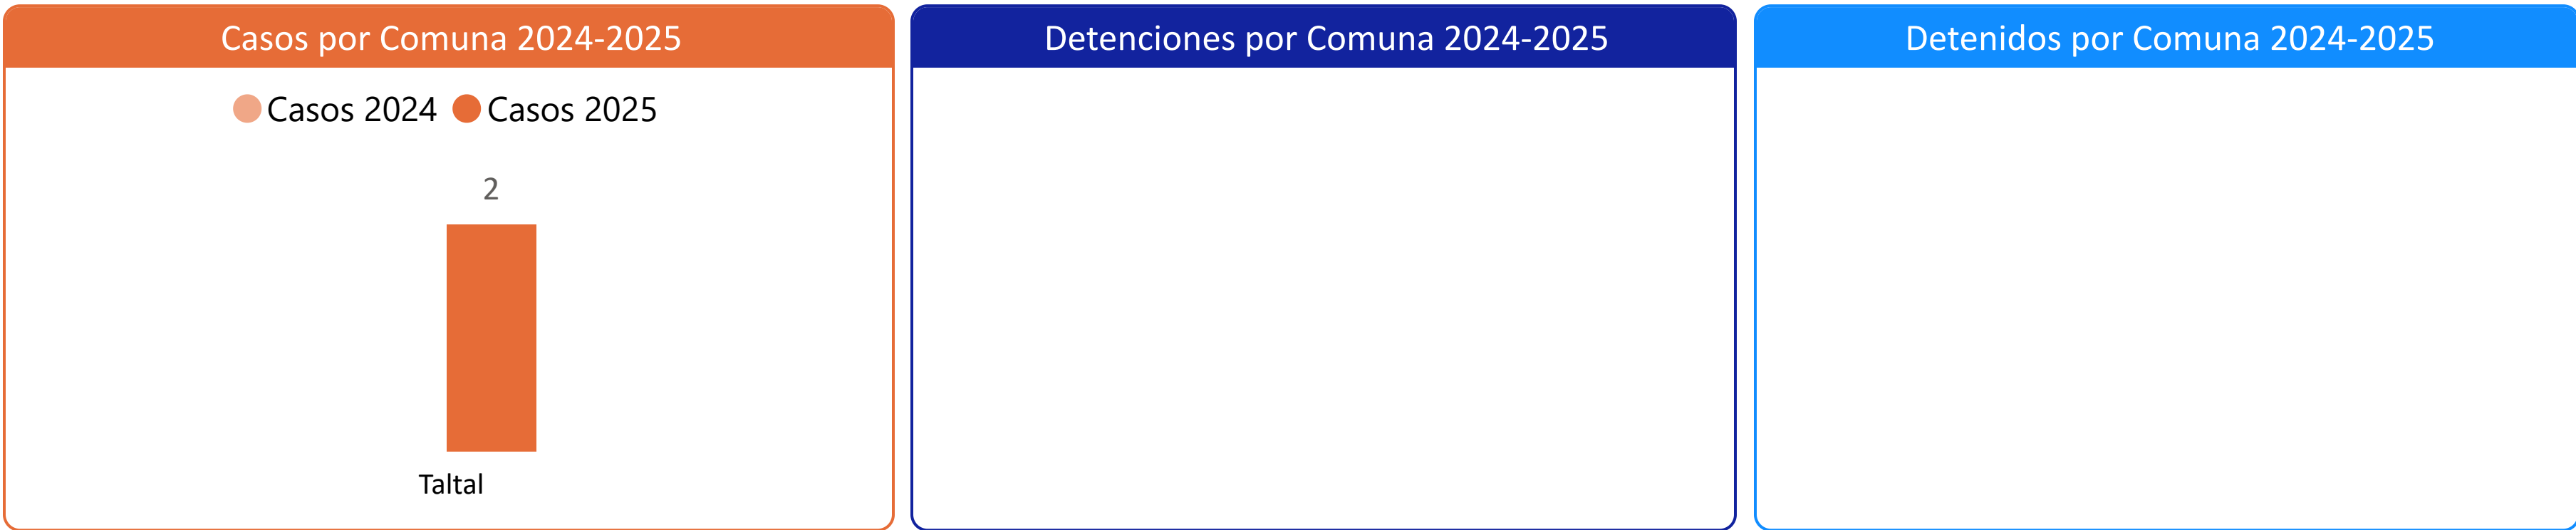 Casos por Comuna 2024-2025
Casos 2024 Casos 2025
2
Taltal
Detenciones por Comuna 2024-2025
Detenidos por Comuna 2024-2025